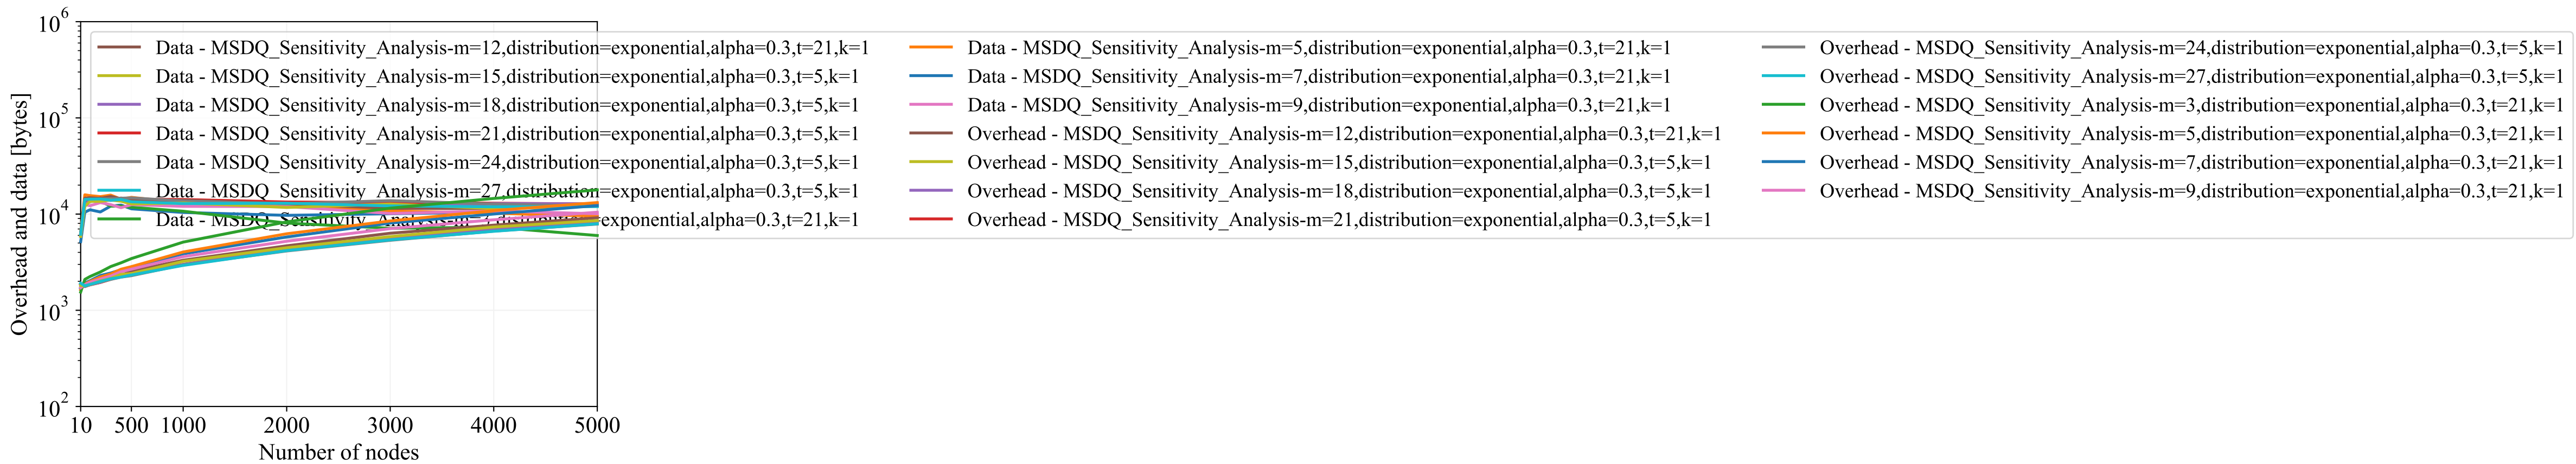 10^6
10^5
10^4
10^3
10^2
Overhead and data [bytes]
Data - MSDQ_Sensitivity_Analysis-m=12,distribution=exponential,alpha=0.3,t=21,k=1
Data - MSDQ_Sensitivity_Analysis-m=15,distribution=exponential,alpha=0.3,t=5,k=1
Data - MSDQ_Sensitivity_Analysis-m=18,distribution=exponential,alpha=0.3,t=5,k=1
Data - MSDQ_Sensitivity_Analysis-m=21,distribution=exponential,alpha=0.3,t=5,k=1
Data - MSDQ_Sensitivity_Analysis-m=24,distribution=exponential,alpha=0.3,t=5,k=1
Data - MSDQ_Sensitivity_Analysis-m=27,distribution=exponential,alpha=0.3,t=5,k=1
Data - MSDQ_Sensitivity_Analysis- exponential,alpha=0.3,t=21,k=1
Data - MSDQ_Sensitivity_Analysis-m=5,distribution=exponential,alpha=0.3,t=21,k=1
Data - MSDQ_Sensitivity_Analysis-m=7,distribution=exponential,alpha=0.3,t=21,k=1
Data - MSDQ_Sensitivity_Analysis-m=9,distribution=exponential,alpha=0.3,t=21,k=1
Overhead - MSDQ_Sensitivity_Analysis-m=12,distribution=exponential,alpha=0.3,t=21,k=1
Overhead - MSDQ_Sensitivity_Analysis-m=15,distribution=exponential,alpha=0.3,t=5,k=1
Overhead - MSDQ_Sensitivity_Analysis-m=18,distribution=exponential,alpha=0.3,t=5,k=1
Overhead - MSDQ_Sensitivity_Analysis-m=21,distribution=exponential,alpha=0.3,t=5,k=1
Overhead - MSDQ_Sensitivity_Analysis-m=24,distribution=exponential,alpha=0.3,t=5,k=1
Overhead - MSDQ_Sensitivity_Analysis-m=27,distribution=exponential,alpha=0.3,t=5,k=1
Overhead - MSDQ_Sensitivity_Analysis-m=3,distribution=exponential,alpha=0.3,t=21,k=1
Overhead - MSDQ_Sensitivity_Analysis-m=5,distribution=exponential,alpha=0.3,t=21,k=1
Overhead - MSDQ_Sensitivity_Analysis-m=7,distribution=exponential,alpha=0.3,t=21,k=1
Overhead - MSDQ_Sensitivity_Analysis-m=9,distribution=exponential,alpha=0.3,t=21,k=1
10 500 1000 2000 3000 4000 5000
Number of nodes